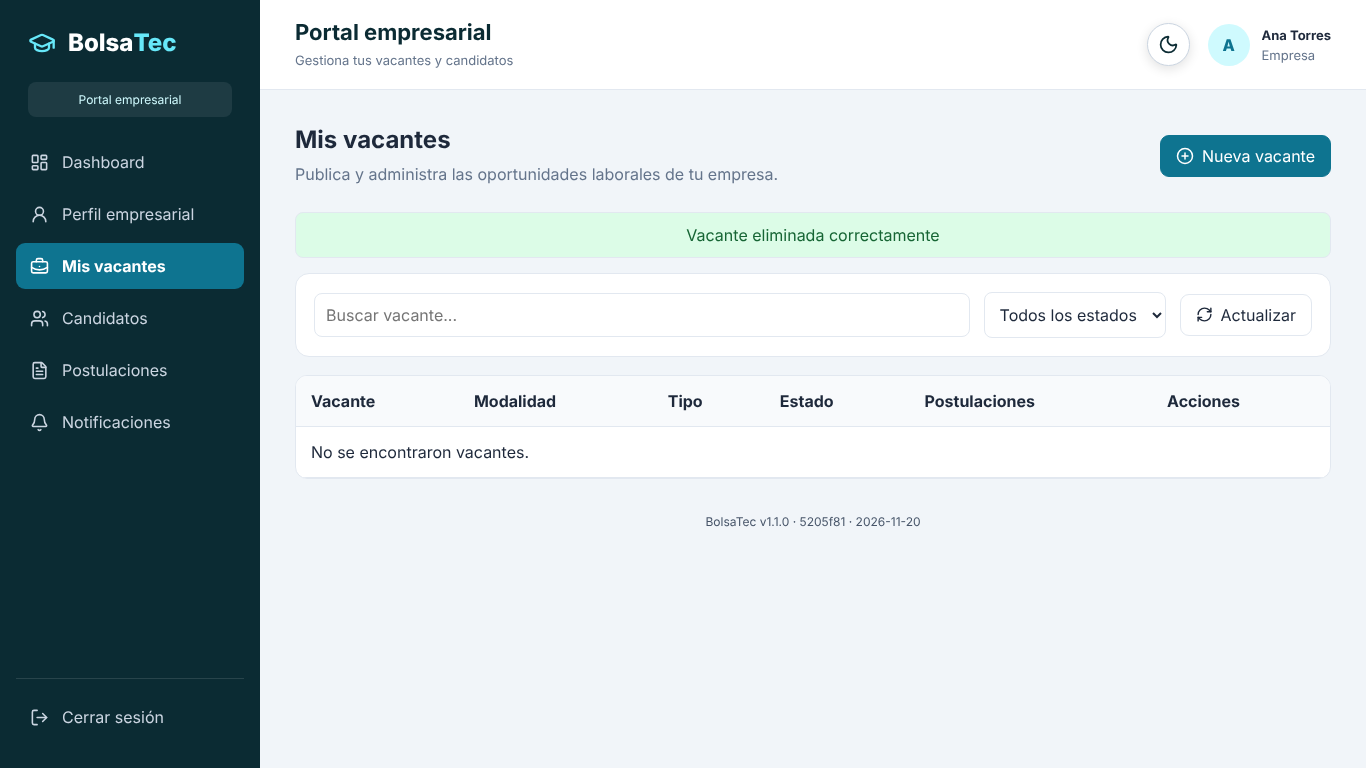 BolsaTec
Portal empresarial
Dashboard
Perfil empresarial
Mis vacantes
Candidatos
Postulaciones
Notificaciones
Cerrar sesión
Portal empresarial
Gestiona tus vacantes y candidatos
A
Ana Torres
Empresa
Mis vacantes
Publica y administra las oportunidades laborales de tu empresa.
Nueva vacante
Vacante eliminada correctamente
Buscar vacante...
Todos los estados
Actualizar
Vacante Modalidad Tipo Estado Postulaciones Acciones
No se encontraron vacantes.
BolsaTec v1.1.0 · 5205f81 · 2026-11-20